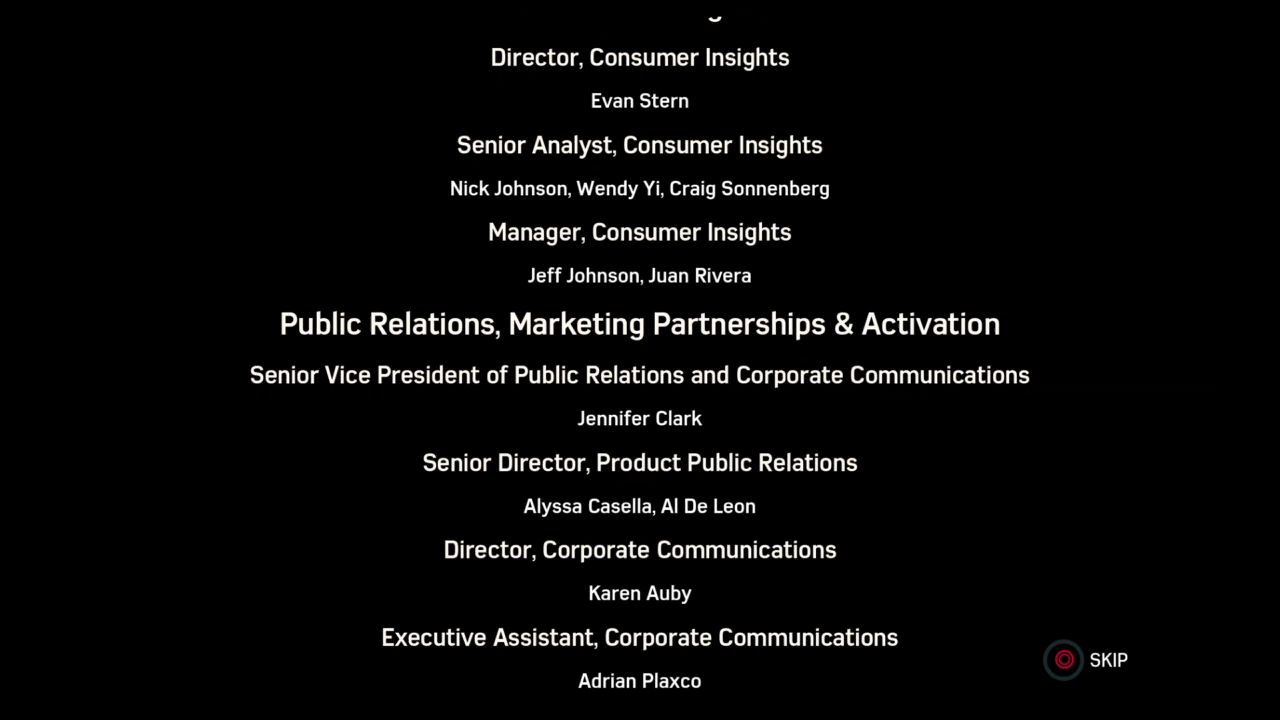 Director, Consumer Insights
Evan Stern
Senior Analyst, Consumer Insights
Nick Johnson, Wendy Yi, Craig Sonnenberg
Manager, Consumer Insights
Jeff Johnson, Juan Rivera
Public Relations, Marketing Partnerships & Activation
Senior Vice President of Public Relations and Corporate Communications
Jennifer Clark
Senior Director, Product Public Relations
Alyssa Casella, Al De Leon
Director, Corporate Communications
Karen Auby
Executive Assistant, Corporate Communications
SKIP
Adrian Plaxco